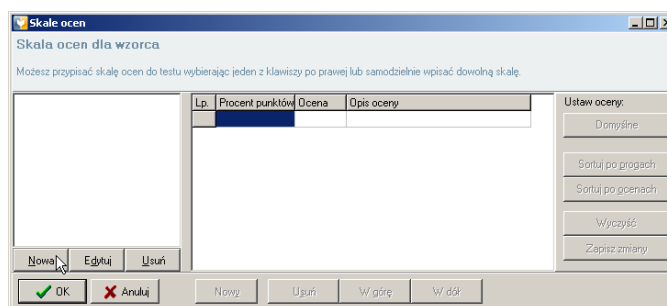 Skale ocen
Skala ocen dla wzorca
Możesz przypisać skalę ocen do testu wybierając jeden z klawiszy po prawej lub samodzielnie wpisać dowolną skalę.
Lp. Procent punktów Ocena Opis oceny
Ustaw oceny:
Domyślne
Sortuj po progach
Sortuj po ocenach
Wyczyść
Zapisz zmiany
Nowa Edytuj Usuń
OK Anuluj Nowy Usuń W górę W dół